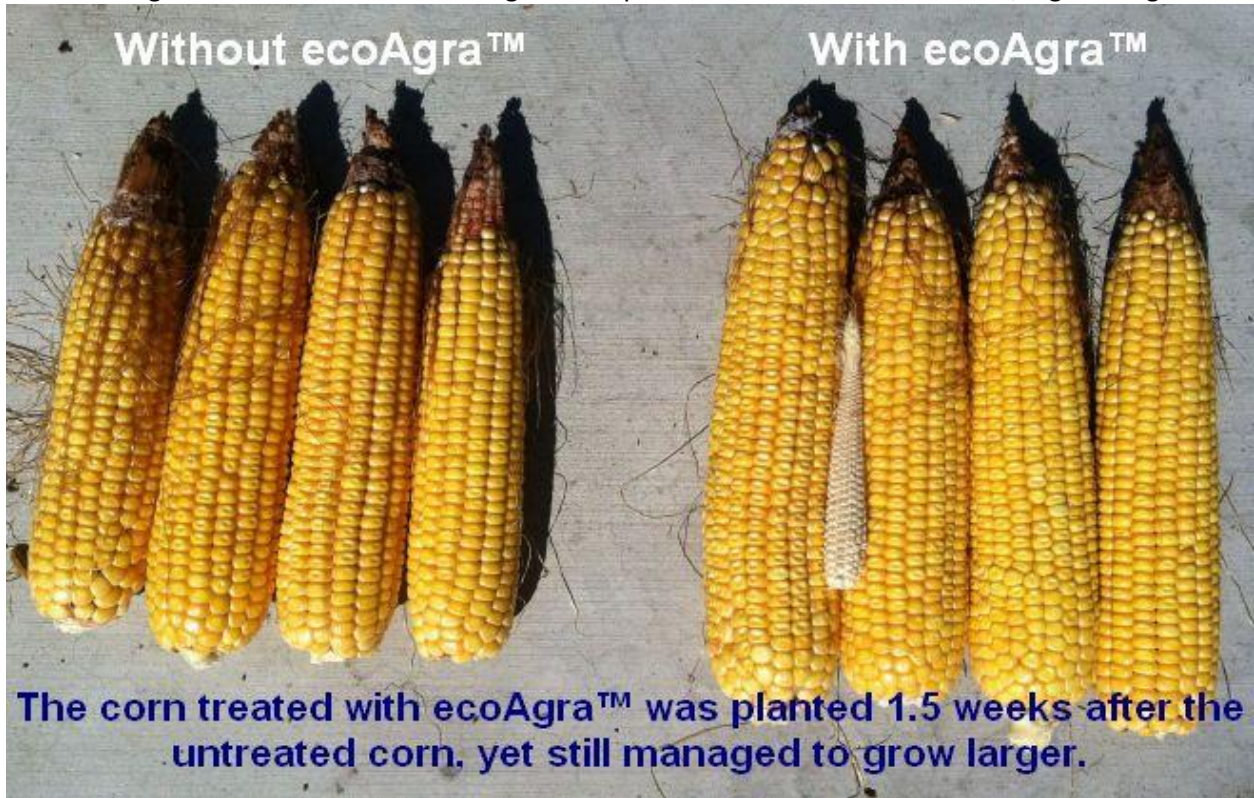 Without ecoAgra™
With ecoAgra™
The corn treated with ecoAgra™ was planted 1.5 weeks after the
untreated corn, yet still managed to grow larger.